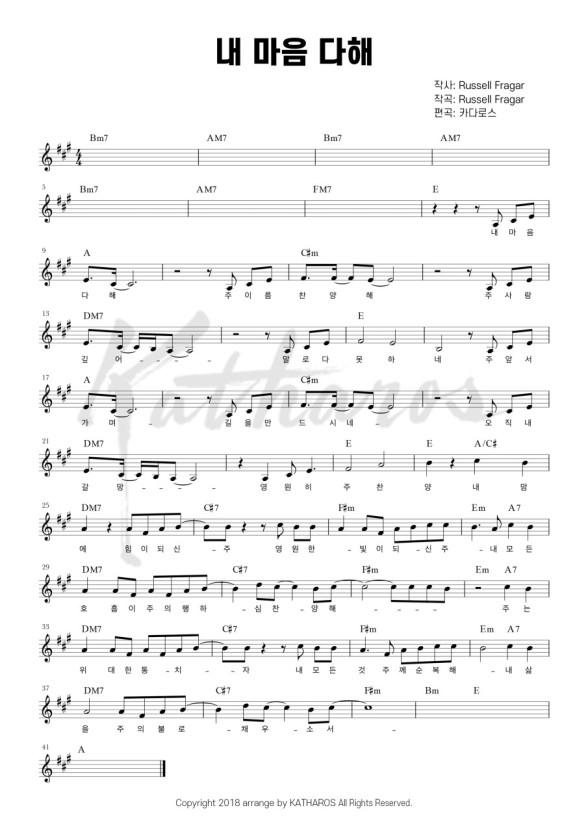 내 마음 다해
작사: Russell Fragar
작곡: Russell Fragar
편곡: 카다로스
Bm7 AM7 Bm7 AM7
4
4
5 Bm7 AM7 FM7 E
내 마 음
9 A C#m
다 해 주 이 름 찬 양 해 주 사 랑
13 DM7 E
깊 어 - - - - 말 로 다 못 하 네 주 앞 서
17 A C#m
가 며 - 길 을 만 드 시 네 - 오 직 내
21 DM7 E E A/C#
갈 망 - - - - 영 원 히 주 찬 양 내 맘
25 DM7 C#7 F#m Em A7
에 힘 이 되 신 - 주 영 원 한 - 빛 이 되 - 신 주 - 내 모 든
29 DM7 C#7 F#m Em A7
호 흡 이 주 의 행 하 - 심 찬 - 양 해 - - - - 주 는
33 DM7 C#7 F#m Em A7
위 대 한 통 - 치 - 자 내 모 든 것 주 께 순 복 해 - 내 삶
37 DM7 C#7 F#m Bm E
을 주 의 불 로 - 채 우 - 소 서 - -
41 A
Katharos
Copyright 2018 arrange by KATHAROS All Rights Reserved.